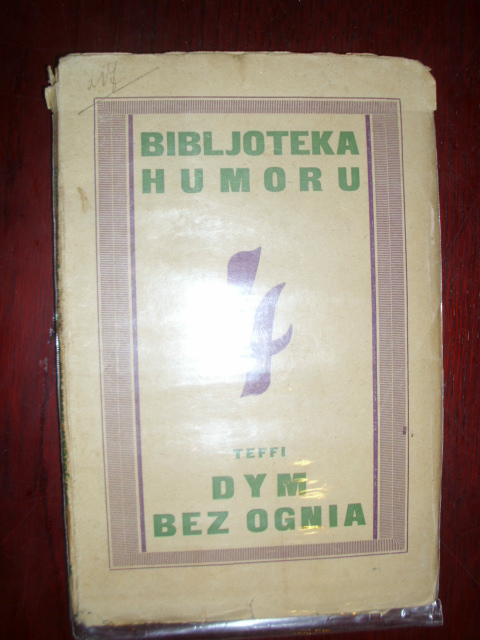 BIBLJOTEKA
HUMORU
TEFFI
DYM
BEZ OGNIA